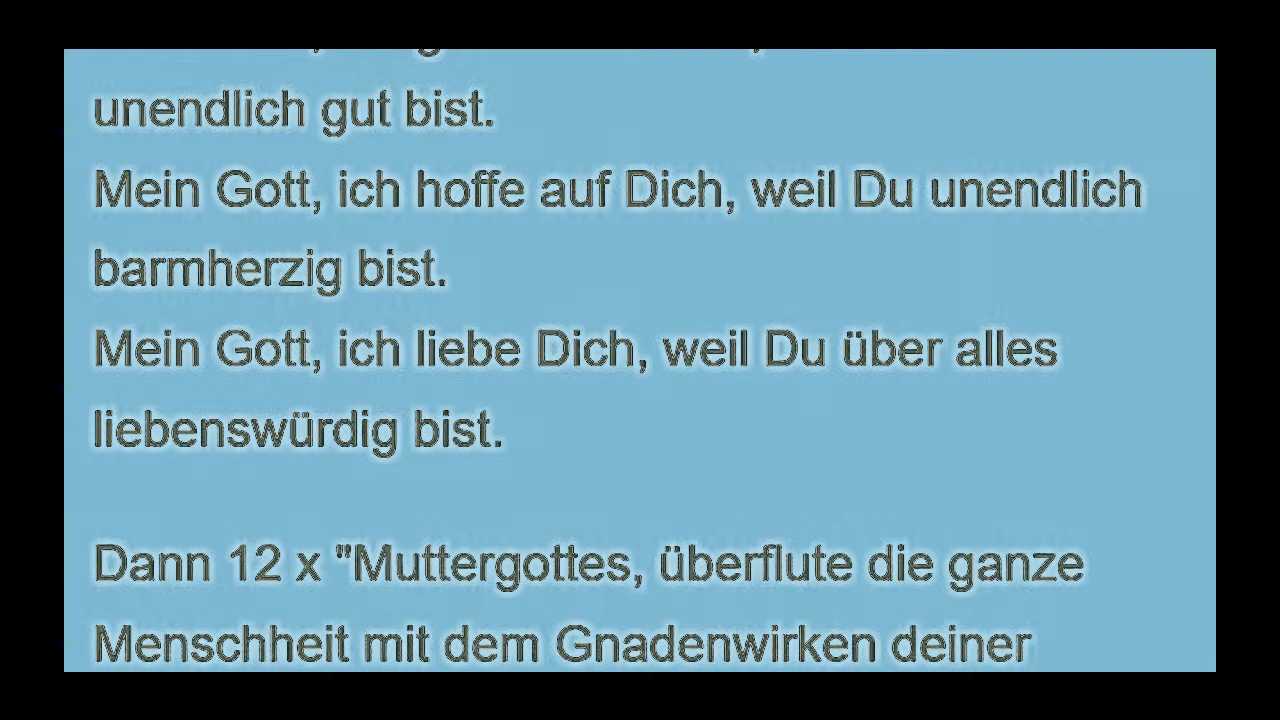 unendlich gut bist.
Mein Gott, ich hoffe auf Dich, weil Du unendlich
barmherzig bist.
Mein Gott, ich liebe Dich, weil Du über alles
liebenswürdig bist.
Dann 12 x "Muttergottes, überflute die ganze
Menschheit mit dem Gnadenwirken deiner